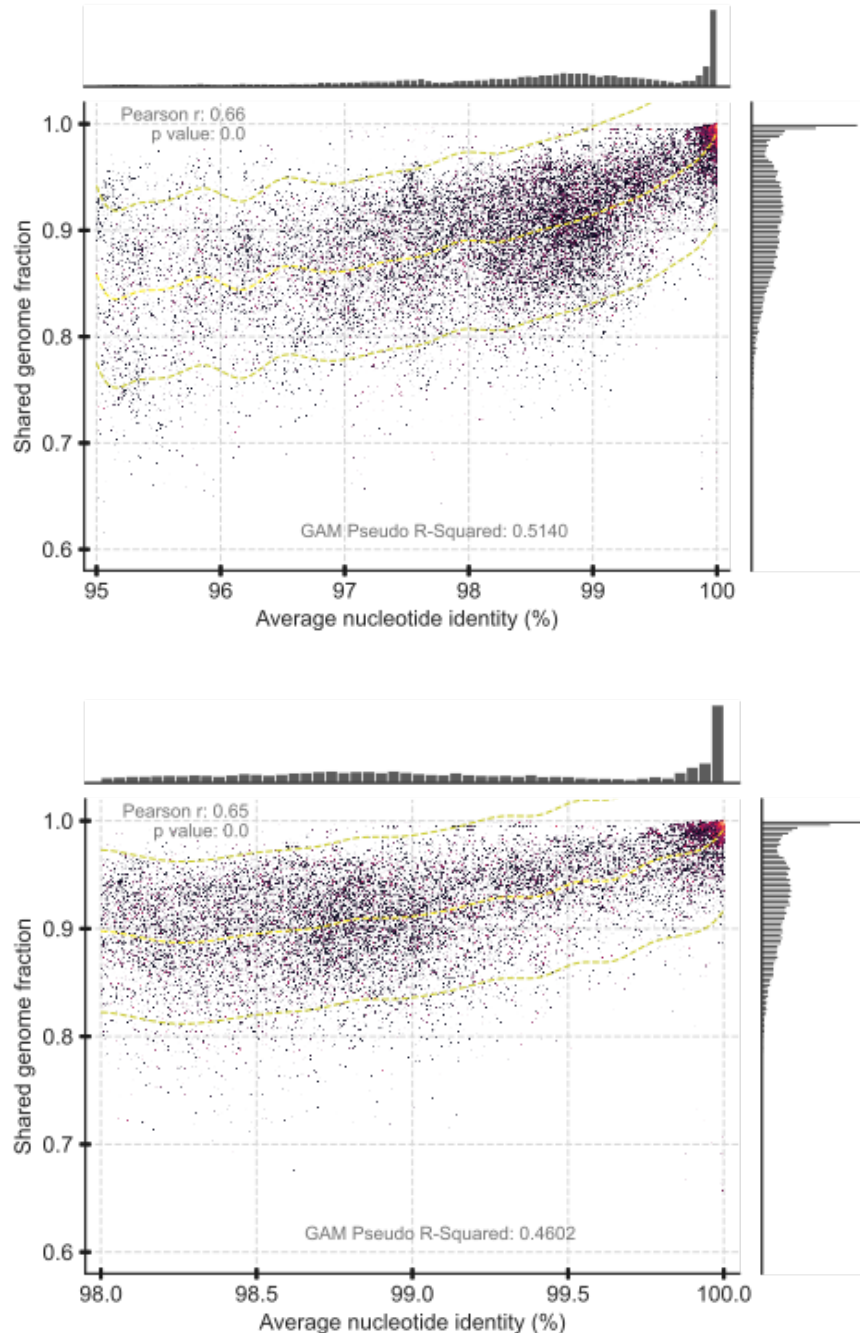 Pearson r: 0.66
p value: 0.0
1.0
0.9
0.8
0.7
0.6
Shared genome fraction
GAM Pseudo R-Squared: 0.5140
95 96 97 98 99 100
Average nucleotide identity (%)
Pearson r: 0.65
p value: 0.0
1.0
0.9
0.8
0.7
0.6
Shared genome fraction
GAM Pseudo R-Squared: 0.4602
98.0 98.5 99.0 99.5 100.0
Average nucleotide identity (%)